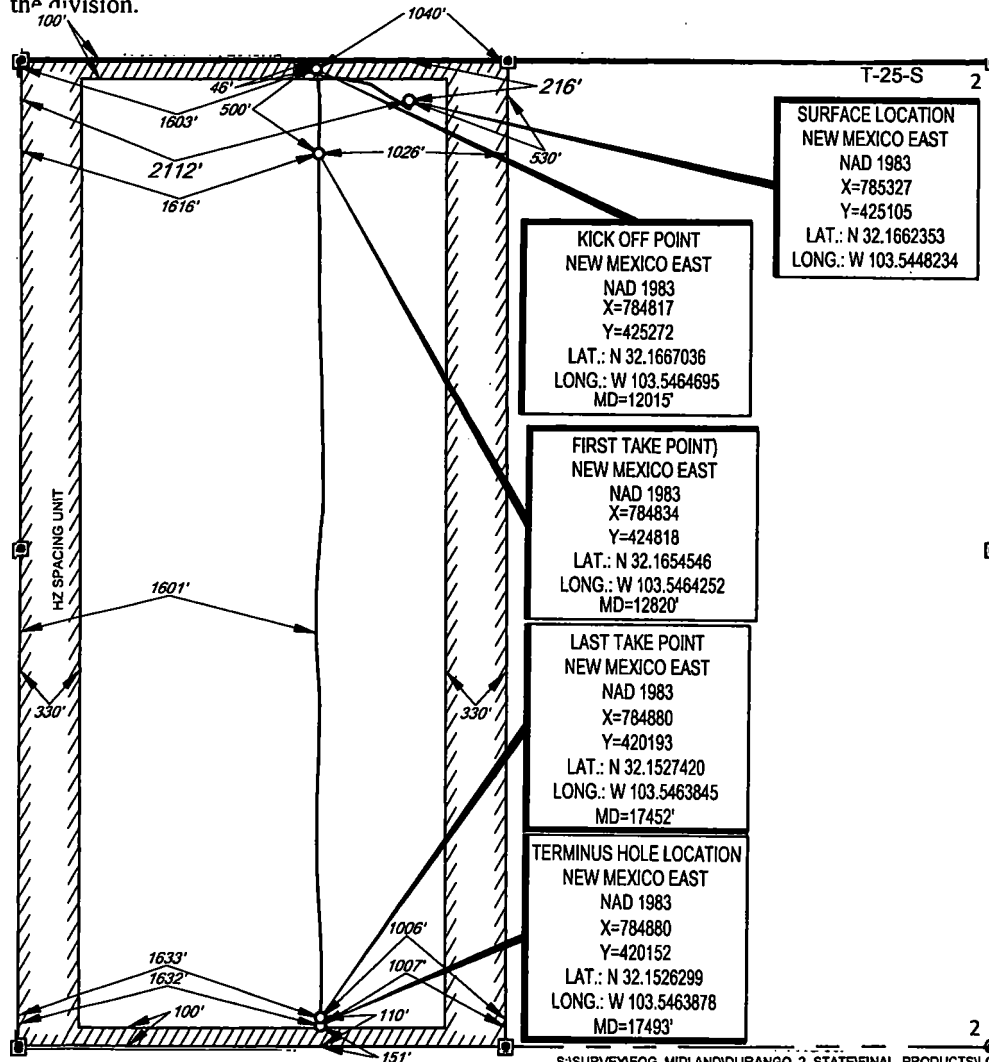 the division.
100'
1040'
T-25-S
2
46'
216'
500'
1603'
530'
1026'
2112'
1616'
SURFACE LOCATION
NEW MEXICO EAST
NAD 1983
X=785327
Y=425105
LAT.: N 32.1662353
LONG.: W 103.5448234
KICK OFF POINT
NEW MEXICO EAST
NAD 1983
X=784817
Y=425272
LAT.: N 32.1667036
LONG.: W 103.5464695
MD=12015'
FIRST TAKE POINT)
NEW MEXICO EAST
NAD 1983
X=784834
Y=424818
LAT.: N 32.1654546
LONG.: W 103.5464252
MD=12820'
HZ SPACING UNIT
1601'
330'
330'
LAST TAKE POINT
NEW MEXICO EAST
NAD 1983
X=784880
Y=420193
LAT.: N 32.1527420
LONG.: W 103.5463845
MD=17452'
TERMINUS HOLE LOCATION
NEW MEXICO EAST
NAD 1983
X=784880
Y=420152
LAT.: N 32.1526299
LONG.: W 103.5463878
MD=17493'
1006'
1633'
1007'
1632'
100'
110'
151'
2
S:\SURVEY\EOG_MIDLAND\DURANGO_2_STATE\FINAL_PRODUCTS\